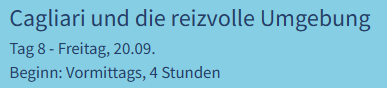 Cagliari und die reizvolle Umgebung
Tag 8 - Freitag, 20.09.
Beginn: Vormittags, 4 Stunden